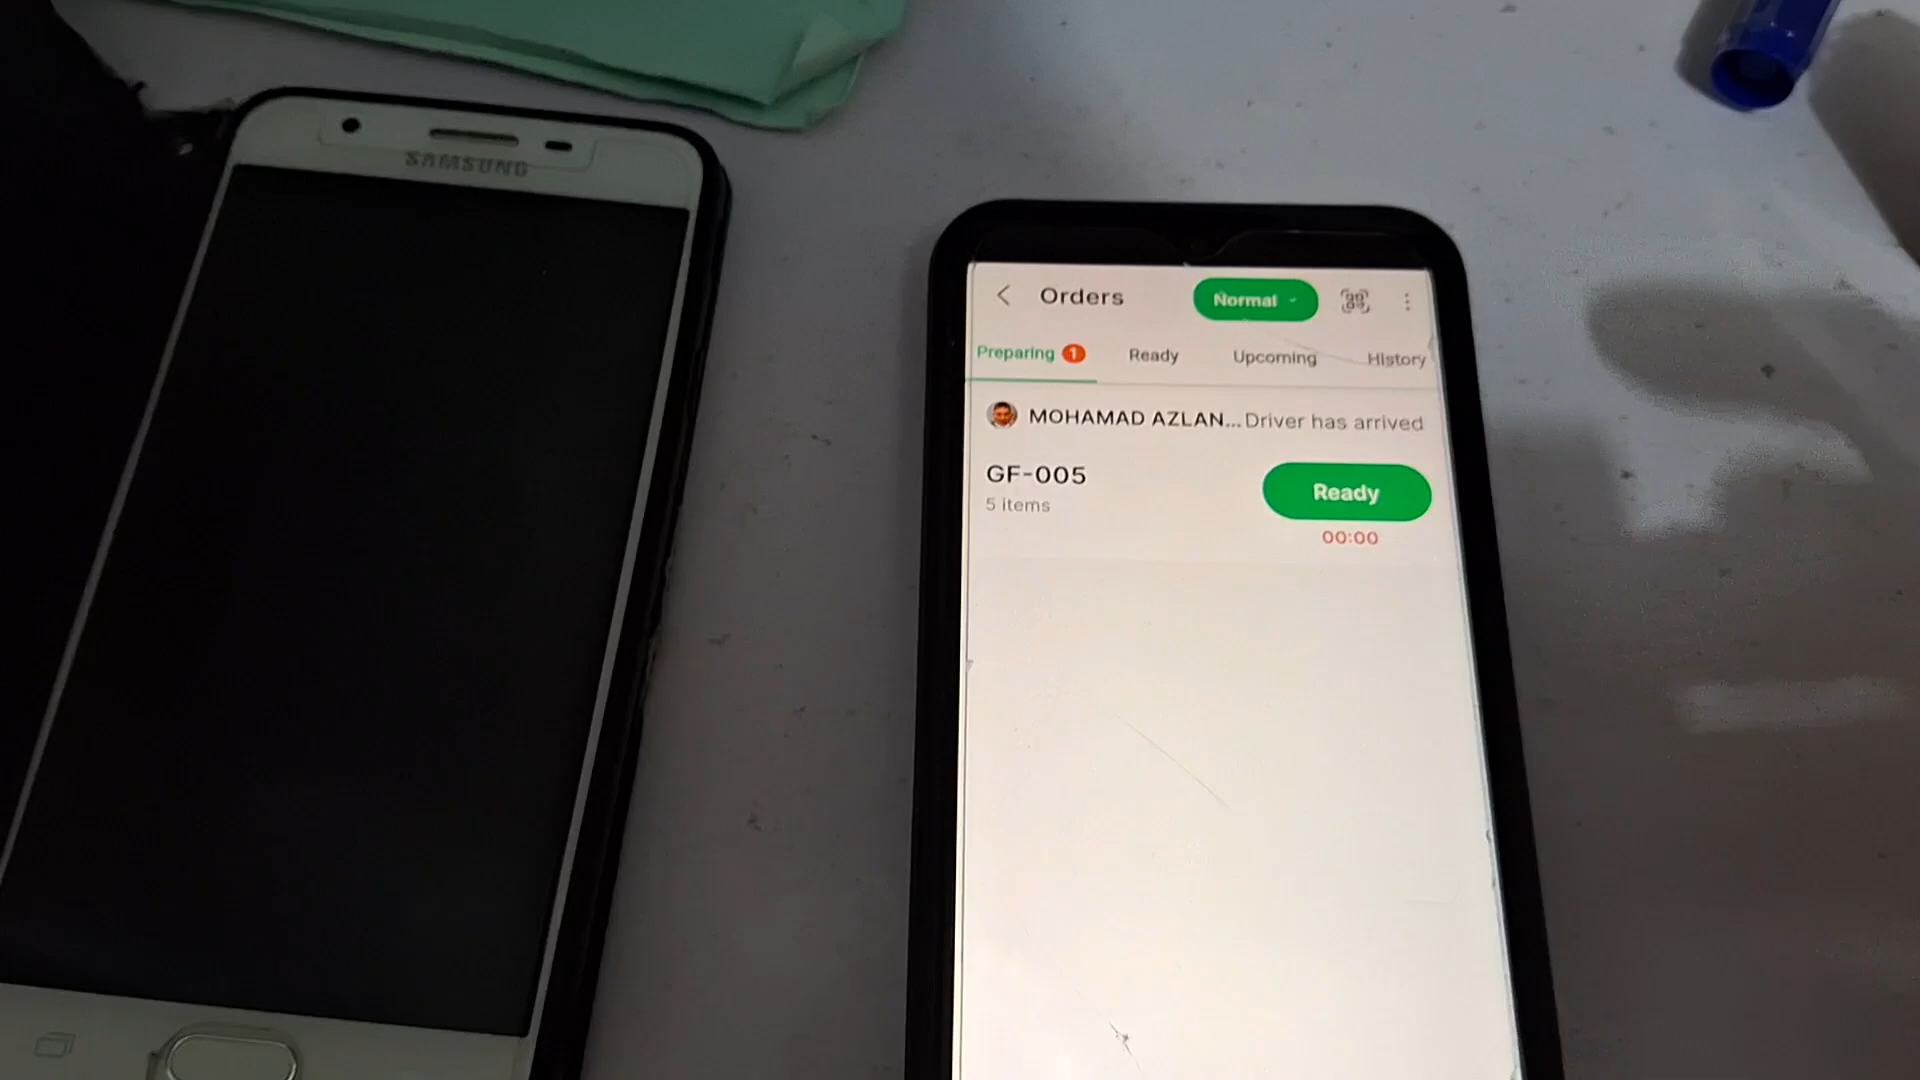 SAMSUNG
Orders
Normal
Preparing 1
Ready
Upcoming
History
MOHAMAD AZLAN... Driver has arrived
GF-005
5 items
Ready
00:00